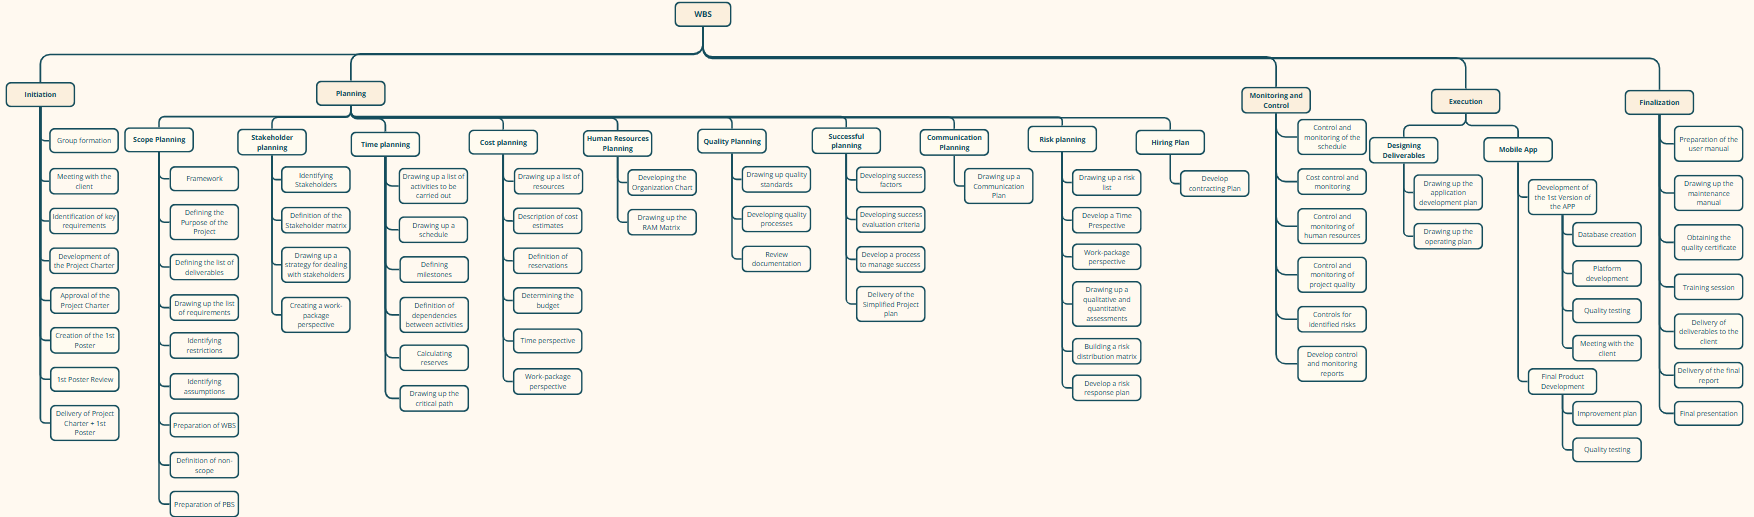 WBS
Initiation
Group formation
Meeting with the
client
Identification of key
requirements
Development of
the Project Charter
Approval of the
Project Charter
Creation of the 1st
Poster
1st Poster Review
Delivery of Project
Charter + 1st
Poster
Planning
Scope Planning
Framework
Defining the
Purpose of the
Project
Defining the list of
deliverables
Drawing up the list
of requirements
Identifying
restrictions
Identifying
assumptions
Preparation of WBS
Definition of non-
scope
Preparation of PBS
Stakeholder
planning
Identifying
Stakeholders
Definition of the
Stakeholder matrix
Drawing up a
strategy for dealing
with stakeholders
Creating a work-
package
perspective
Time planning
Drawing up a list of
activities to be
carried out
Drawing up a
schedule
Defining
milestones
Definition of
dependencies
between activities
Calculating
reserves
Drawing up the
critical path
Cost planning
Drawing up a list of
resources
Description of cost
estimates
Definition of
reservations
Determining the
budget
Time perspective
Work-package
perspective
Human Resources
Planning
Developing the
Organization Chart
Drawing up the
RAM Matrix
Quality Planning
Drawing up quality
standards
Developing quality
processes
Review
documentation
Successful
planning
Developing success
factors
Developing success
evaluation criteria
Develop a process
to manage success
Delivery of the
Simplified Project
plan
Communication
Planning
Drawing up a
Communication
Plan
Risk planning
Drawing up a risk
list
Develop a Time
Prespective
Work-package
perspective
Drawing up a
qualitative and
quantitative
assessments
Building a risk
distribution matrix
Develop a risk
response plan
Hiring Plan
Develop
contracting Plan
Monitoring and
Control
Control and
monitoring of the
schedule
Cost control and
monitoring
Control and
monitoring of
human resources
Control and
monitoring of
project quality
Controls for
identified risks
Develop control
and monitoring
reports
Execution
Designing
Deliverables
Drawing up the
application
development plan
Drawing up the
operating plan
Mobile App
Development of
the 1st Version of
the APP
Database creation
Platform
development
Quality testing
Meeting with the
client
Final Product
Development
Improvement plan
Quality testing
Finalization
Preparation of the
user manual
Drawing up the
maintenance
manual
Obtaining the
quality certificate
Training session
Delivery of
deliverables to the
client
Delivery of the final
report
Final presentation